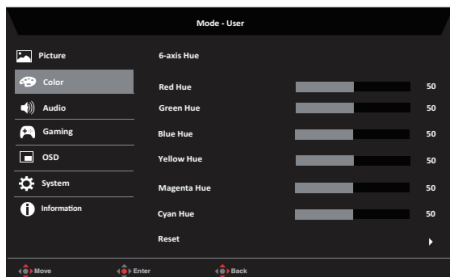 Mode - User
Picture
Color
Audio
Gaming
OSD
System
Information
6-axis Hue
Red Hue 50
Green Hue 50
Blue Hue 50
Yellow Hue 50
Magenta Hue 50
Cyan Hue 50
Reset
Move Enter Back